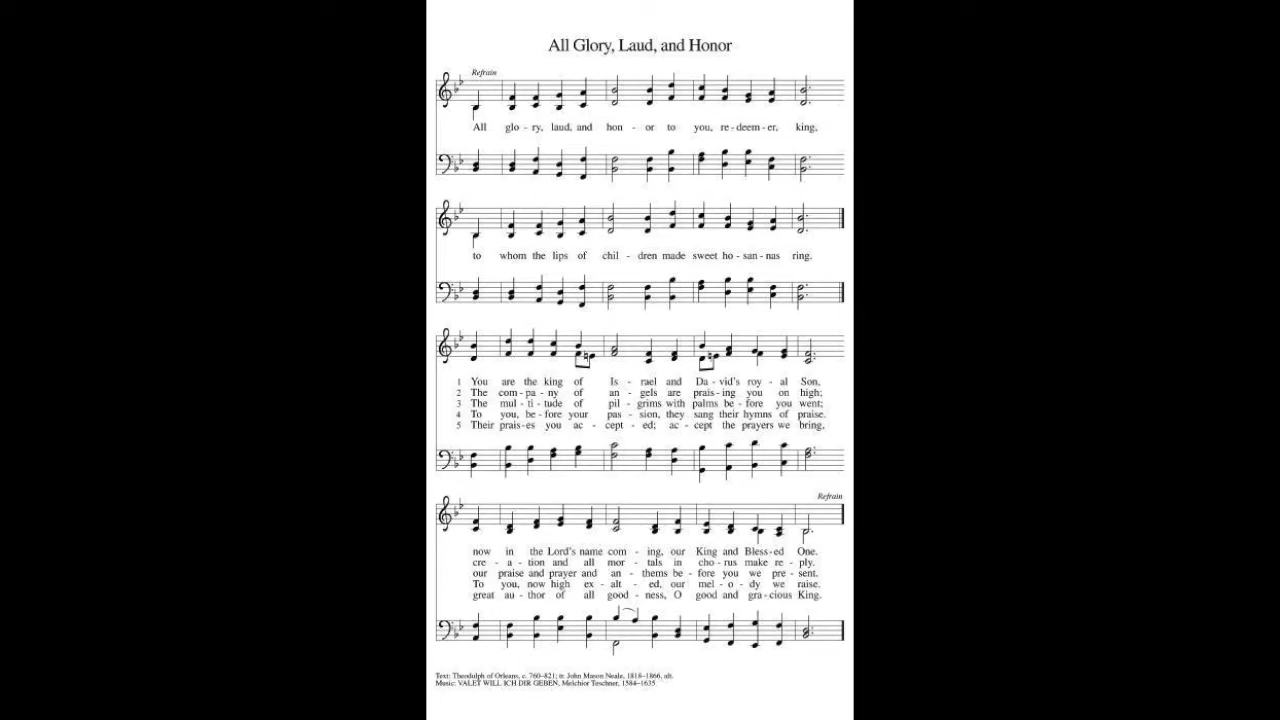 All Glory, Laud, and Honor
Refrain
All glo - ry, laud, and hon - or to you, re - deem - er, king,
to whom the lips of chil - dren made sweet ho - san - nas ring.
1 You are the king of Is - rael and Da - vid's roy - al Son,
2 The com - pa - ny of an - gels are prais - ing you on high;
3 The mul - ti - tude of pil - grims with palms be - fore you went;
4 To you, be - fore your pas - sion, they sang their hymns of praise.
5 Their prais - es you ac - cept - ed; ac - cept the prayers we bring,
Refrain
now in the Lord's name com - ing, our King and Bless - ed One.
cre - a - tion and all mor - tals in cho - rus make re - ply.
our praise and prayer and an - thems be - fore you we pre - sent.
To you, now high ex - alt - ed, our mel - o - dy we raise.
great au - thor of all good - ness, O good and gra - cious King.
Text: Theodulph of Orleans, c. 760–821; tr. John Mason Neale, 1818–1866, alt.
Music: VALET WILL ICH DIR GEBEN, Melchior Teschner, 1584–1635